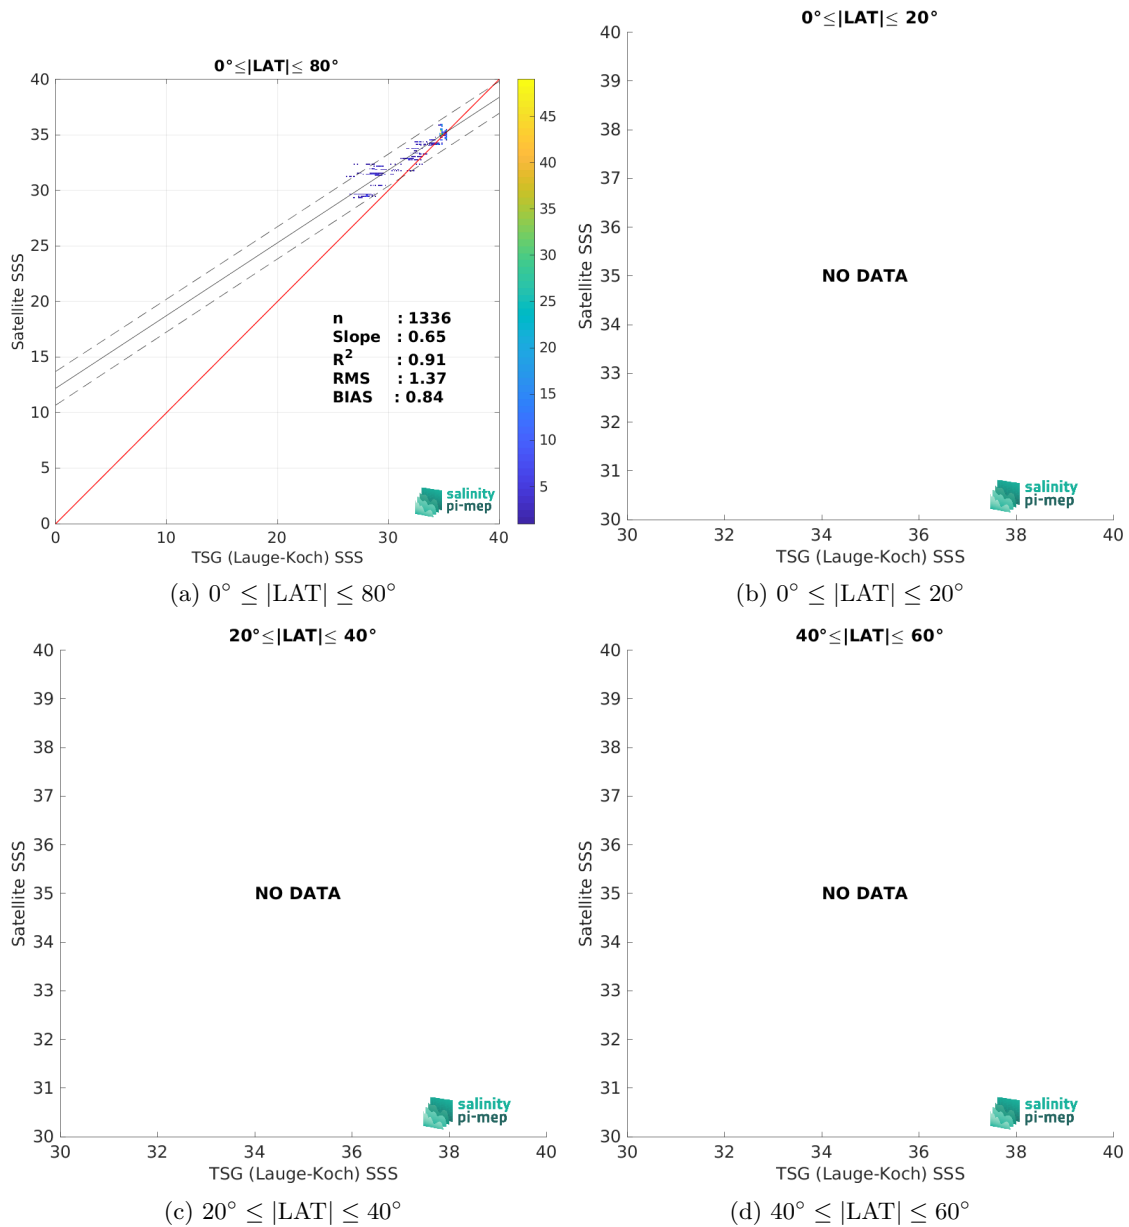 0°≤|LAT|≤ 80°
40
35
30
25
20
15
10
5
0
0
10
20
30
40
Satellite SSS
TSG (Lauge-Koch) SSS
n : 1336
Slope : 0.65
R² : 0.91
RMS : 1.37
BIAS : 0.84
45
40
35
30
25
20
15
10
5
salinity
pi-mep
(a) 0° ≤ |LAT| ≤ 80°
0°≤|LAT|≤ 20°
40
39
38
37
36
35
34
33
32
31
30
30
32
34
36
38
40
Satellite SSS
NO DATA
salinity
pi-mep
TSG (Lauge-Koch) SSS
(b) 0° ≤ |LAT| ≤ 20°
20°≤|LAT|≤ 40°
40
39
38
37
36
35
34
33
32
31
30
30
32
34
36
38
40
Satellite SSS
NO DATA
salinity
pi-mep
TSG (Lauge-Koch) SSS
(c) 20° ≤ |LAT| ≤ 40°
40°≤|LAT|≤ 60°
40
39
38
37
36
35
34
33
32
31
30
30
32
34
36
38
40
Satellite SSS
NO DATA
salinity
pi-mep
TSG (Lauge-Koch) SSS
(d) 40° ≤ |LAT| ≤ 60°